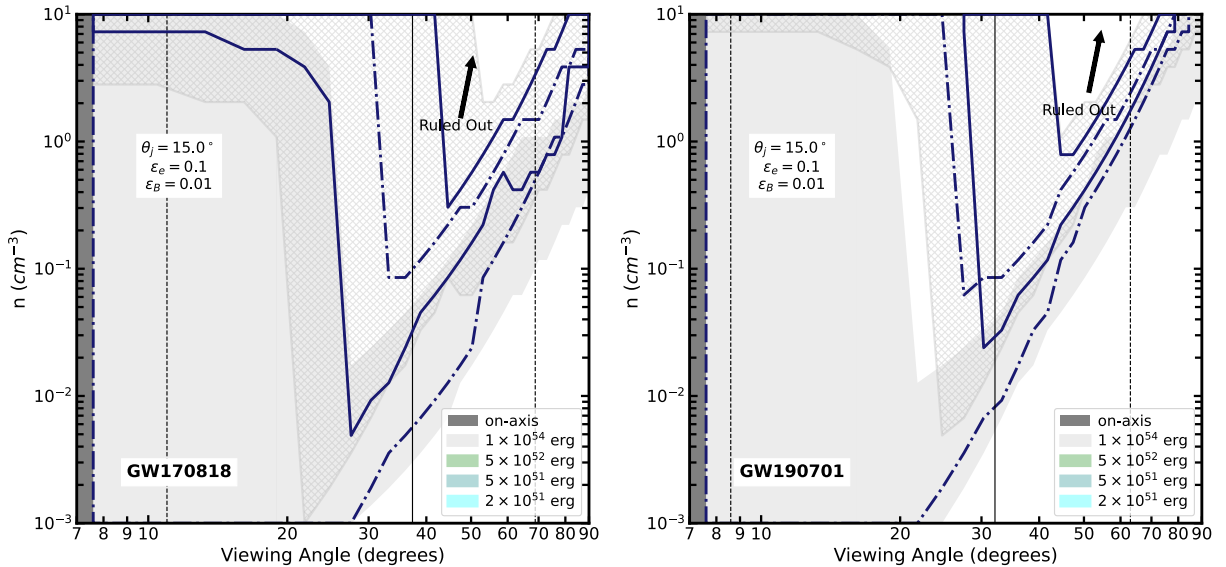 10¹
10⁰
10⁻¹
10⁻²
10⁻³
n (cm⁻³)
θⱼ = 15.0°
εₑ = 0.1
ε_B = 0.01
Ruled Out
GW170818
on-axis
1 × 10⁵⁴ erg
5 × 10⁵² erg
5 × 10⁵¹ erg
2 × 10⁵¹ erg
7 8 9 10 20 30 40 50 60 70 80 90
Viewing Angle (degrees)
10¹
10⁰
10⁻¹
10⁻²
10⁻³
n (cm⁻³)
θⱼ = 15.0°
εₑ = 0.1
ε_B = 0.01
Ruled Out
GW190701
on-axis
1 × 10⁵⁴ erg
5 × 10⁵² erg
5 × 10⁵¹ erg
2 × 10⁵¹ erg
7 8 9 10 20 30 40 50 60 70 80 90
Viewing Angle (degrees)